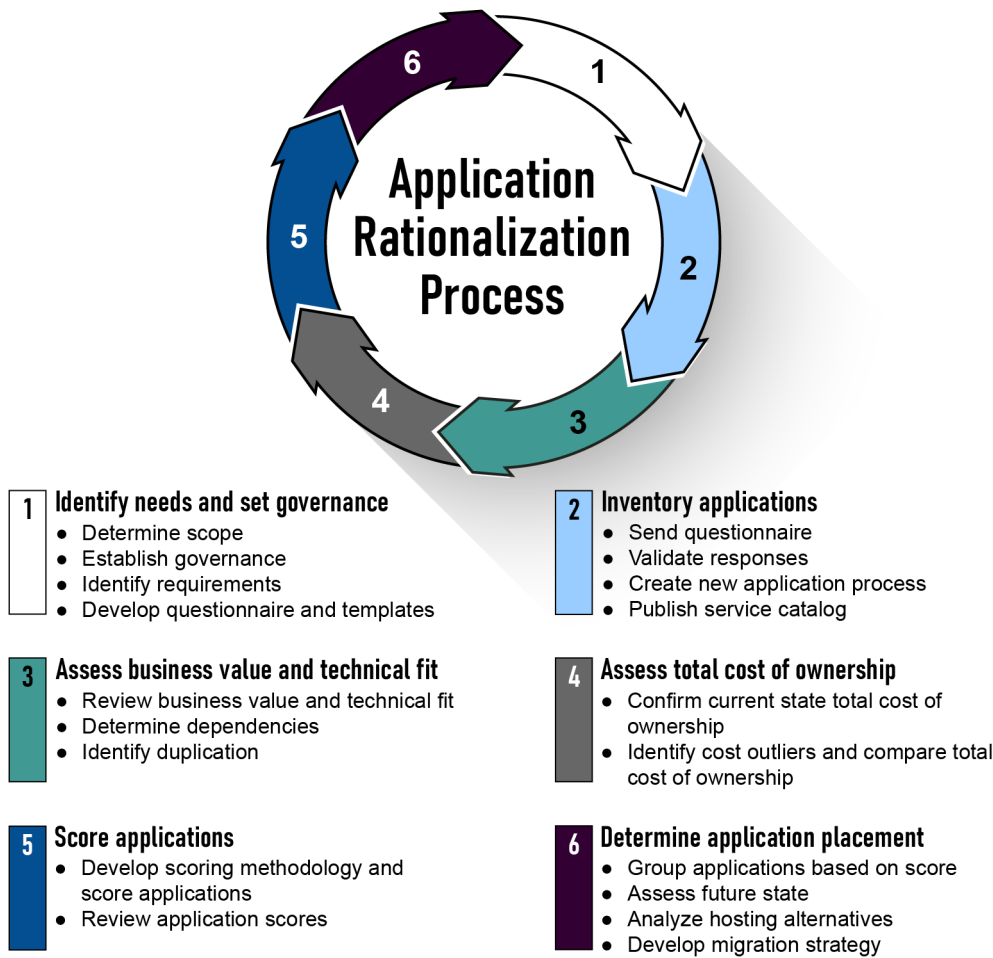 6
1
5
2
4
3
Application
Rationalization
Process
1
Identify needs and set governance
● Determine scope
● Establish governance
● Identify requirements
● Develop questionnaire and templates
2
Inventory applications
● Send questionnaire
● Validate responses
● Create new application process
● Publish service catalog
3
Assess business value and technical fit
● Review business value and technical fit
● Determine dependencies
● Identify duplication
4
Assess total cost of ownership
● Confirm current state total cost of
ownership
● Identify cost outliers and compare total
cost of ownership
5
Score applications
● Develop scoring methodology and
score applications
● Review application scores
6
Determine application placement
● Group applications based on score
● Assess future state
● Analyze hosting alternatives
● Develop migration strategy